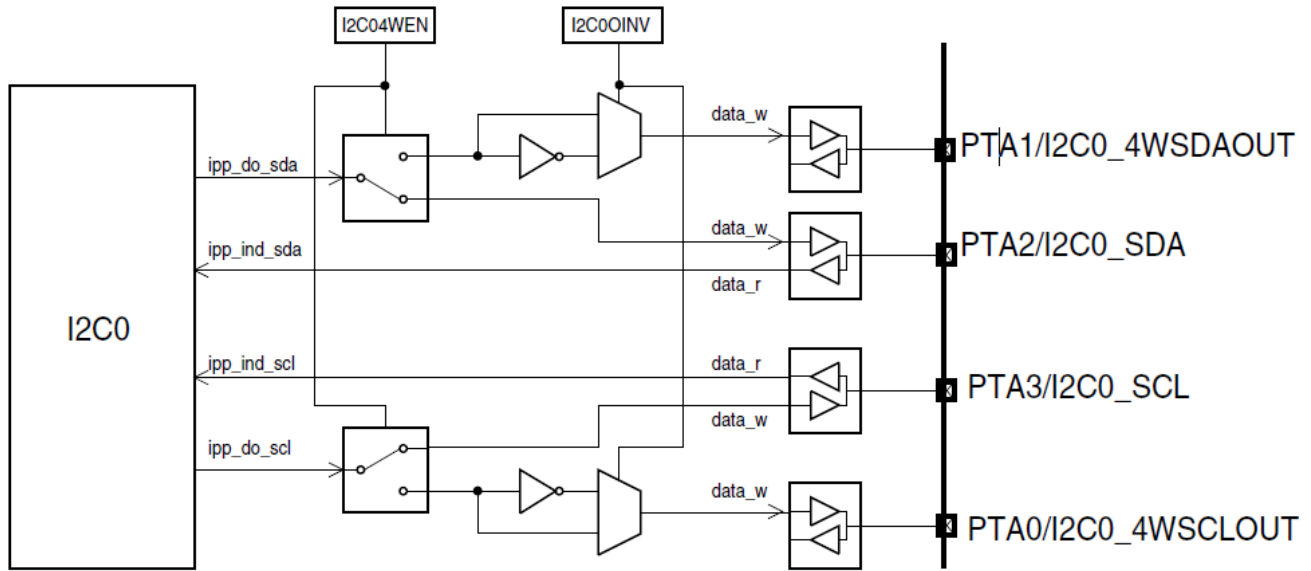 I2C04WEN
I2C0OINV
data_w
PTA1/I2C0_4WSDAOUT
ipp_do_sda
data_w
PTA2/I2C0_SDA
ipp_ind_sda
data_r
I2C0
ipp_ind_scl
data_r
PTA3/I2C0_SCL
data_w
ipp_do_scl
data_w
PTA0/I2C0_4WSCLOUT